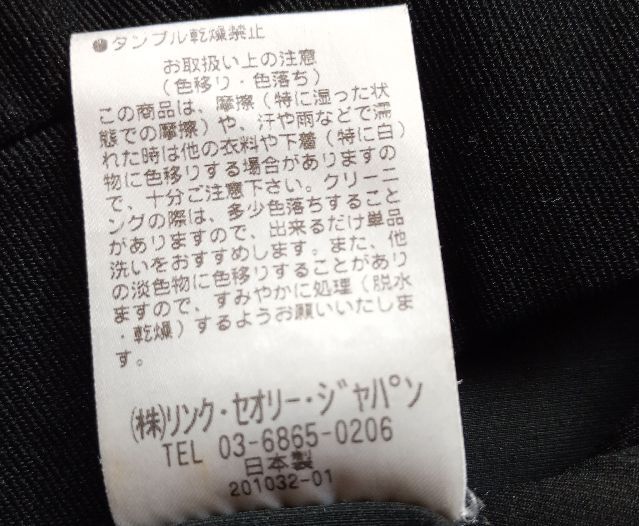 ●タンブル乾燥禁止
お取扱い上の注意
(色移り・色落ち)
この商品は、摩擦(特に湿った状
態での摩擦)や、汗や雨などで濡
れた時は他の衣料や下着(特に白)
物に色移りする場合がありますの
で、十分ご注意下さい。クリーニ
ングの際は、多少色落ちすること
がありますので、出来るだけ単品
洗いをおすすめします。また、他
の淡色物に色移りすることがあり
ますので、すみやかに処理(脱水
・乾燥)するようお願いいたしま
す。
(株)リンク・セオリー・ジャパン
TEL 03-6865-0206
日本製
201032-01